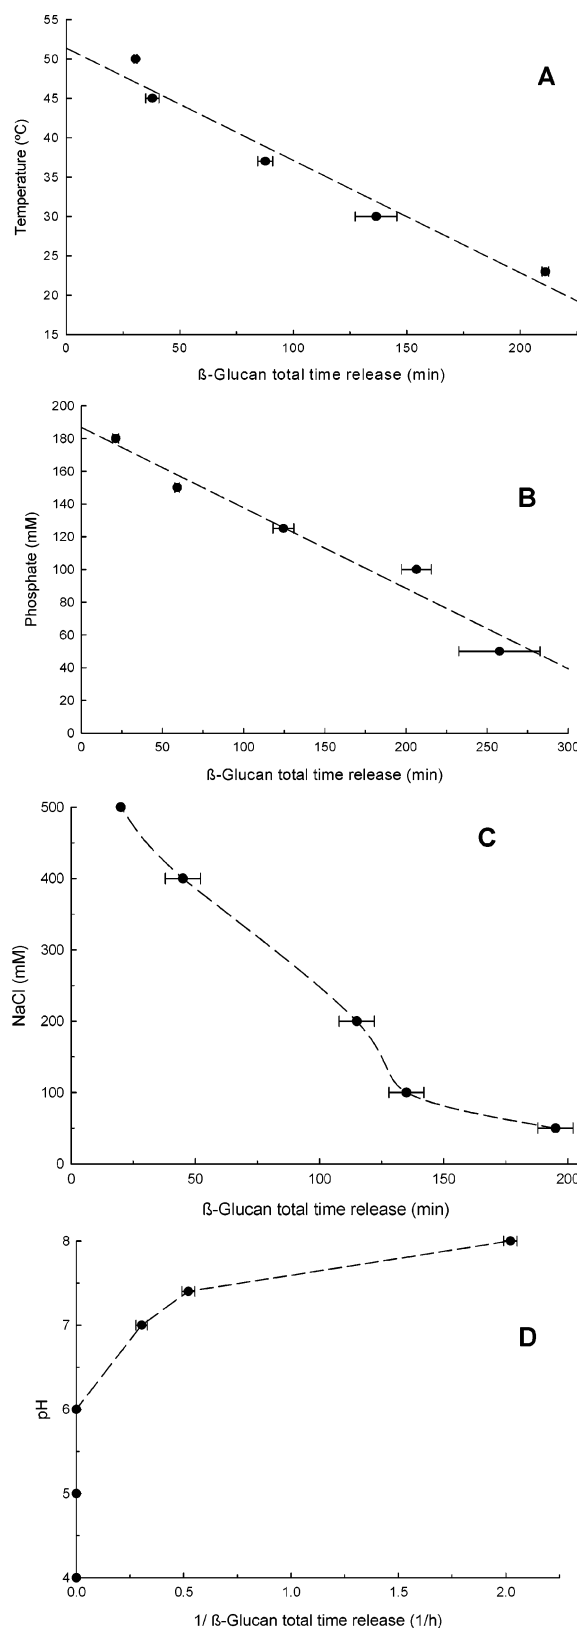 A
Temperature (ºC)
55
50
45
40
35
30
25
20
15
0 50 100 150 200
ß-Glucan total time release (min)
B
Phosphate (mM)
200
180
160
140
120
100
80
60
40
20
0
0 50 100 150 200 250 300
ß-Glucan total time release (min)
C
NaCl (mM)
500
400
300
200
100
0
0 50 100 150 200
ß-Glucan total time release (min)
D
pH
8
7
6
5
4
0.0 0.5 1.0 1.5 2.0
1/ ß-Glucan total time release (1/h)